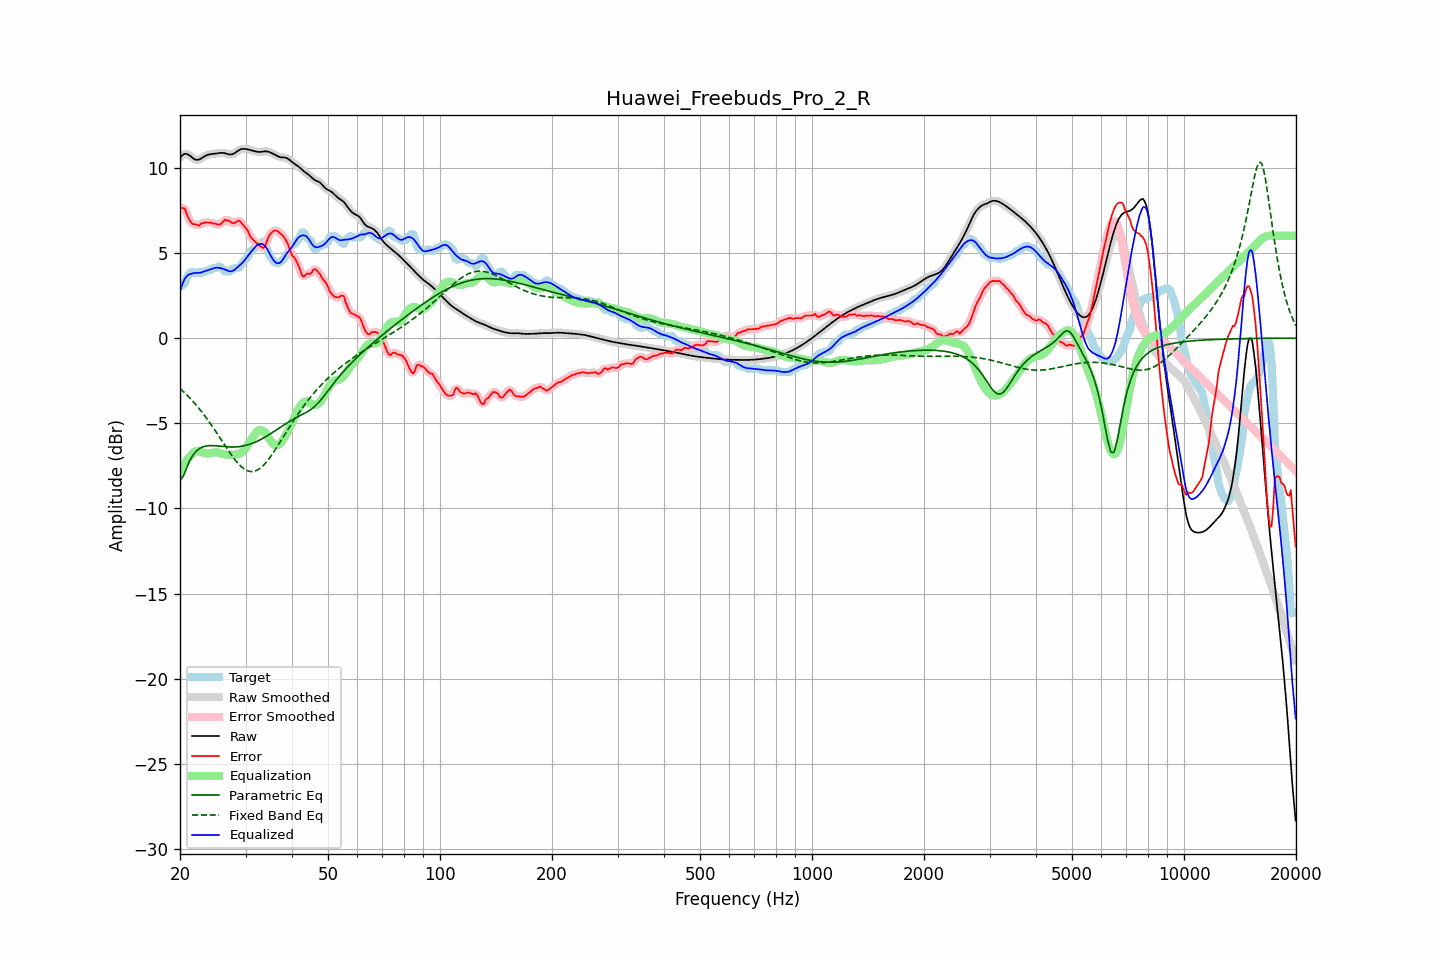 Huawei_Freebuds_Pro_2_R
Amplitude (dBr)
10
5
0
−5
−10
−15
−20
−25
−30
Target
Raw Smoothed
Error Smoothed
Raw
Error
Equalization
Parametric Eq
Fixed Band Eq
Equalized
20 50 100 200 500 1000 2000 5000 10000 20000
Frequency (Hz)